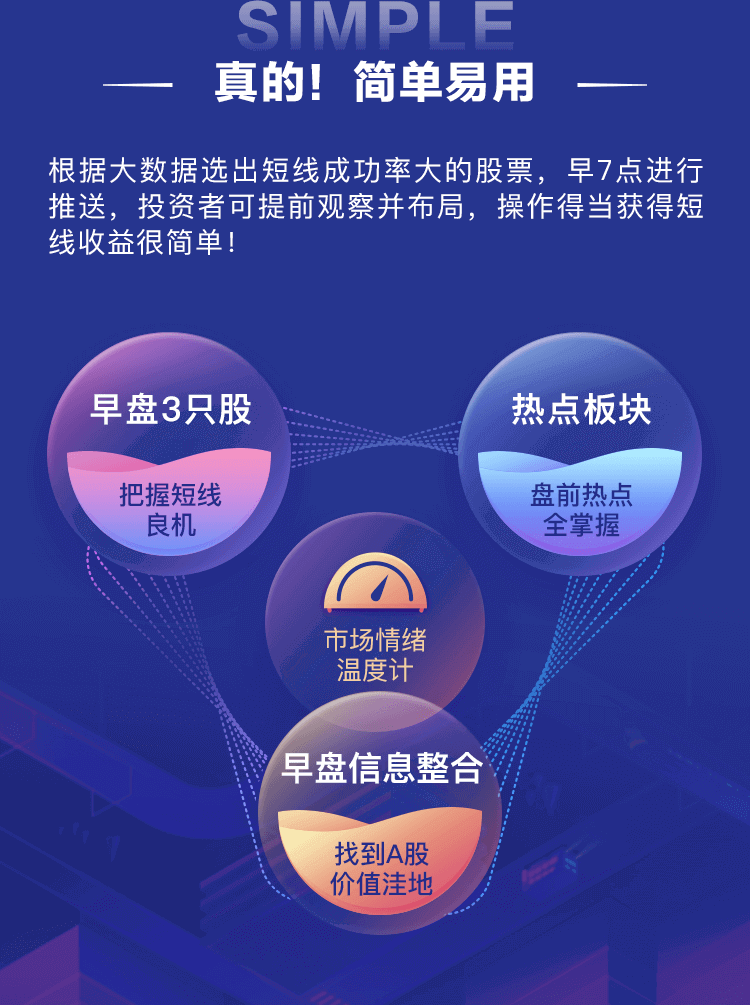 SIMPLE
真的！简单易用
根据大数据选出短线成功率大的股票，早7点进行
推送，投资者可提前观察并布局，操作得当获得短
线收益很简单！
早盘3只股
把握短线
良机
热点板块
盘前热点
全掌握
市场情绪
温度计
早盘信息整合
找到A股
价值洼地